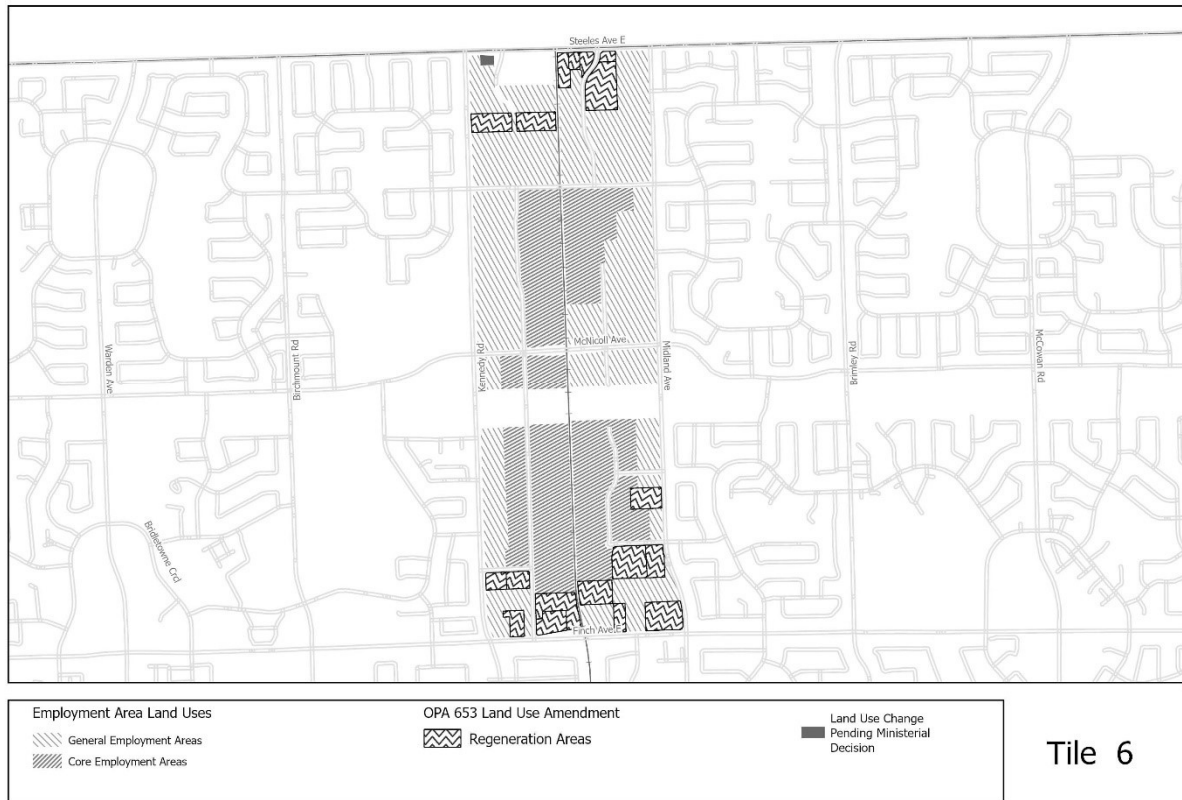 Steeles Ave E
McNicoll Ave
Warden Ave
Birchmount Rd
Kennedy Rd
Midland Ave
Brimley Rd
McCowan Rd
Bridletowne Crcl
Finch Ave E
Employment Area Land Uses
General Employment Areas
Core Employment Areas
OPA 653 Land Use Amendment
Regeneration Areas
Land Use Change
Pending Ministerial
Decision
Tile 6